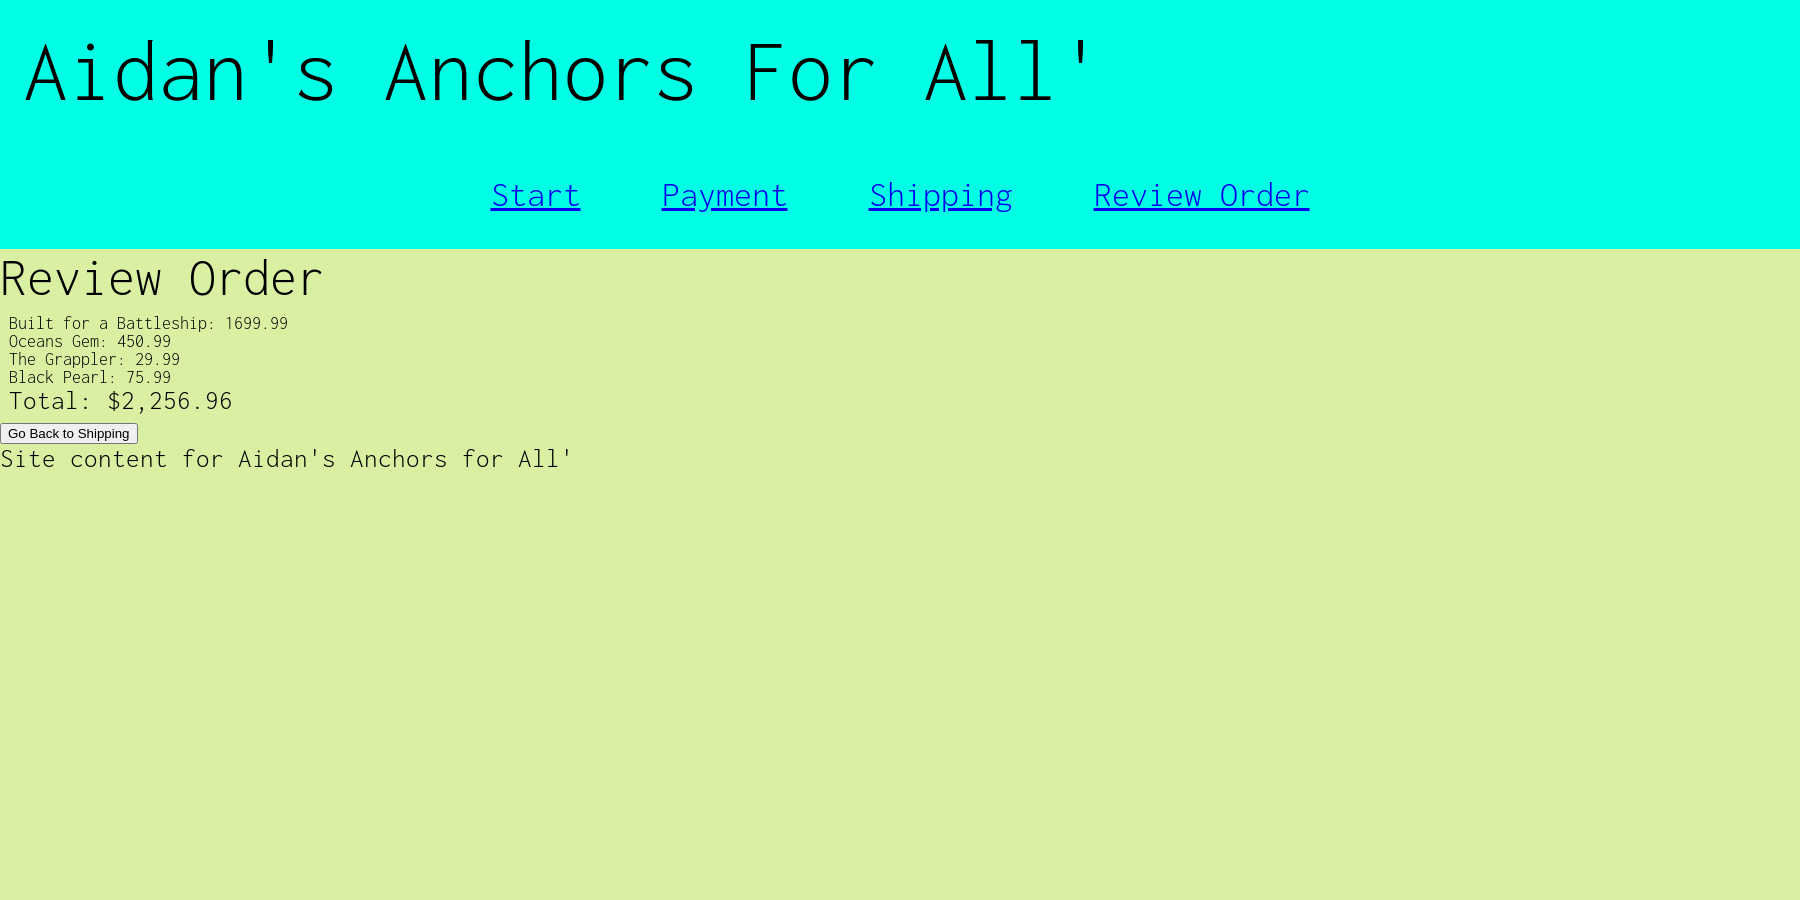 Aidan's Anchors For All'
Start Payment Shipping Review Order
Review Order
Built for a Battleship: 1699.99
Oceans Gem: 450.99
The Grappler: 29.99
Black Pearl: 75.99
Total: $2,256.96
Go Back to Shipping
Site content for Aidan's Anchors for All'